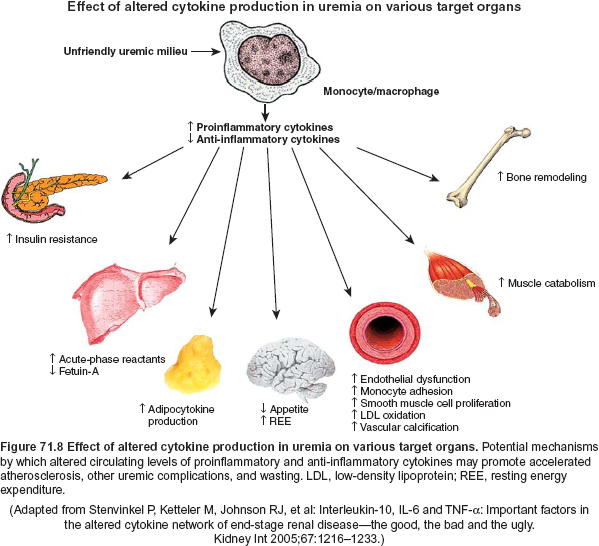 Effect of altered cytokine production in uremia on various target organs
Unfriendly uremic milieu
Monocyte/macrophage
↑ Proinflammatory cytokines
↓ Anti-inflammatory cytokines
↑ Bone remodeling
↑ Insulin resistance
↑ Muscle catabolism
↑ Acute-phase reactants
↓ Fetuin-A
↑ Adipocytokine
production
↓ Appetite
↑ REE
↑ Endothelial dysfunction
↑ Monocyte adhesion
↑ Smooth muscle cell proliferation
↑ LDL oxidation
↑ Vascular calcification
Figure 71.8 Effect of altered cytokine production in uremia on various target organs. Potential mechanisms
by which altered circulating levels of proinflammatory and anti-inflammatory cytokines may promote accelerated
atherosclerosis, other uremic complications, and wasting. LDL, low-density lipoprotein; REE, resting energy
expenditure.
(Adapted from Stenvinkel P, Ketteler M, Johnson RJ, et al: Interleukin-10, IL-6 and TNF-α: Important factors in
the altered cytokine network of end-stage renal disease—the good, the bad and the ugly.
Kidney Int 2005;67:1216–1233.)